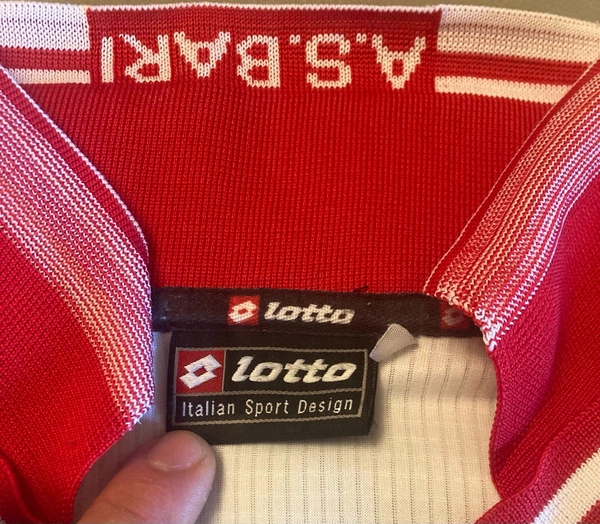 A.S.BARI
lotto
lotto
Italian Sport Design